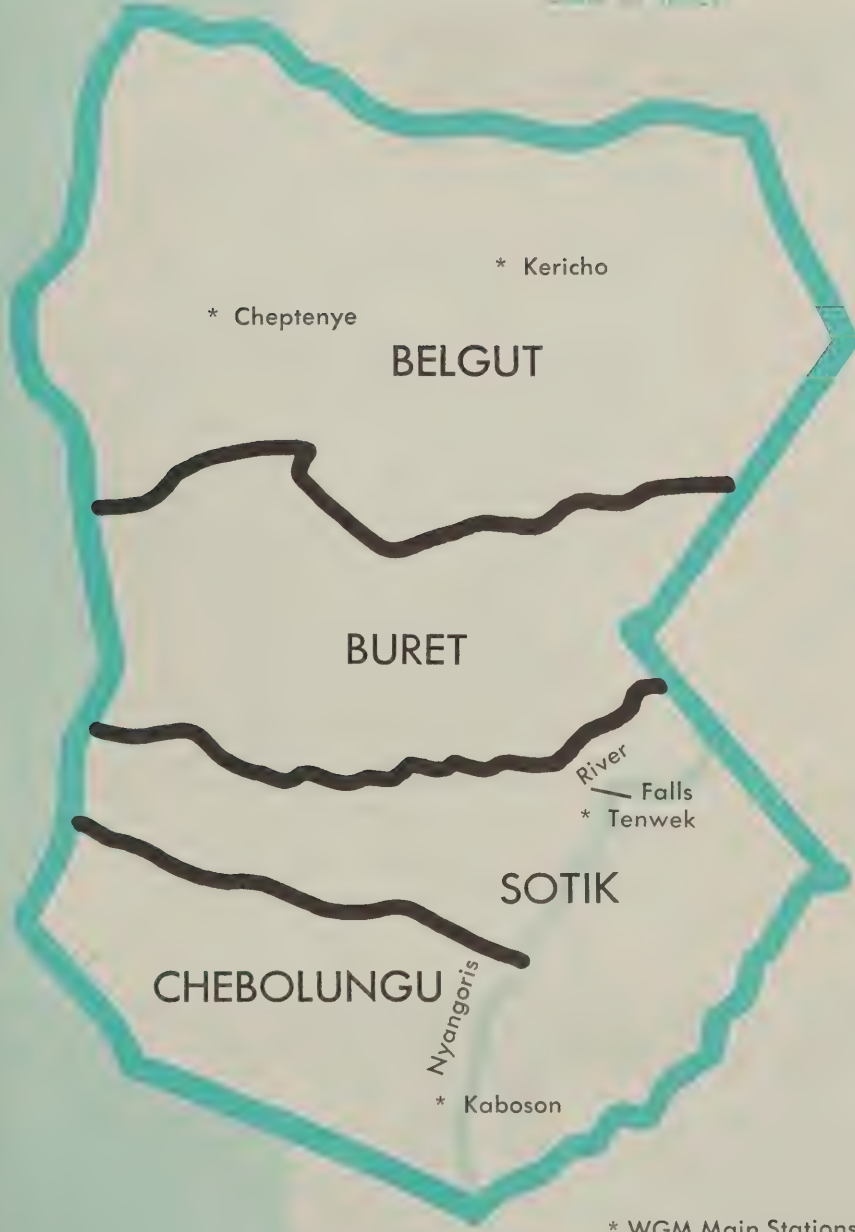 * Kericho
* Cheptenye
BELGUT
BURET
River
Falls
* Tenwek
SOTIK
CHEBOLUNGU
Nyangoris
* Kaboson
* WGM Main Stations